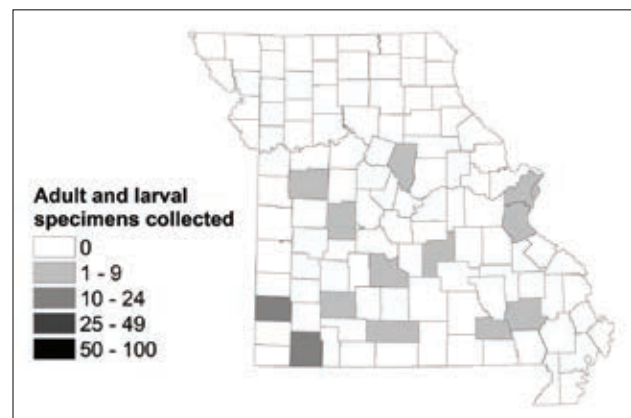 Adult and larval
specimens collected
0
1 - 9
10 - 24
25 - 49
50 - 100